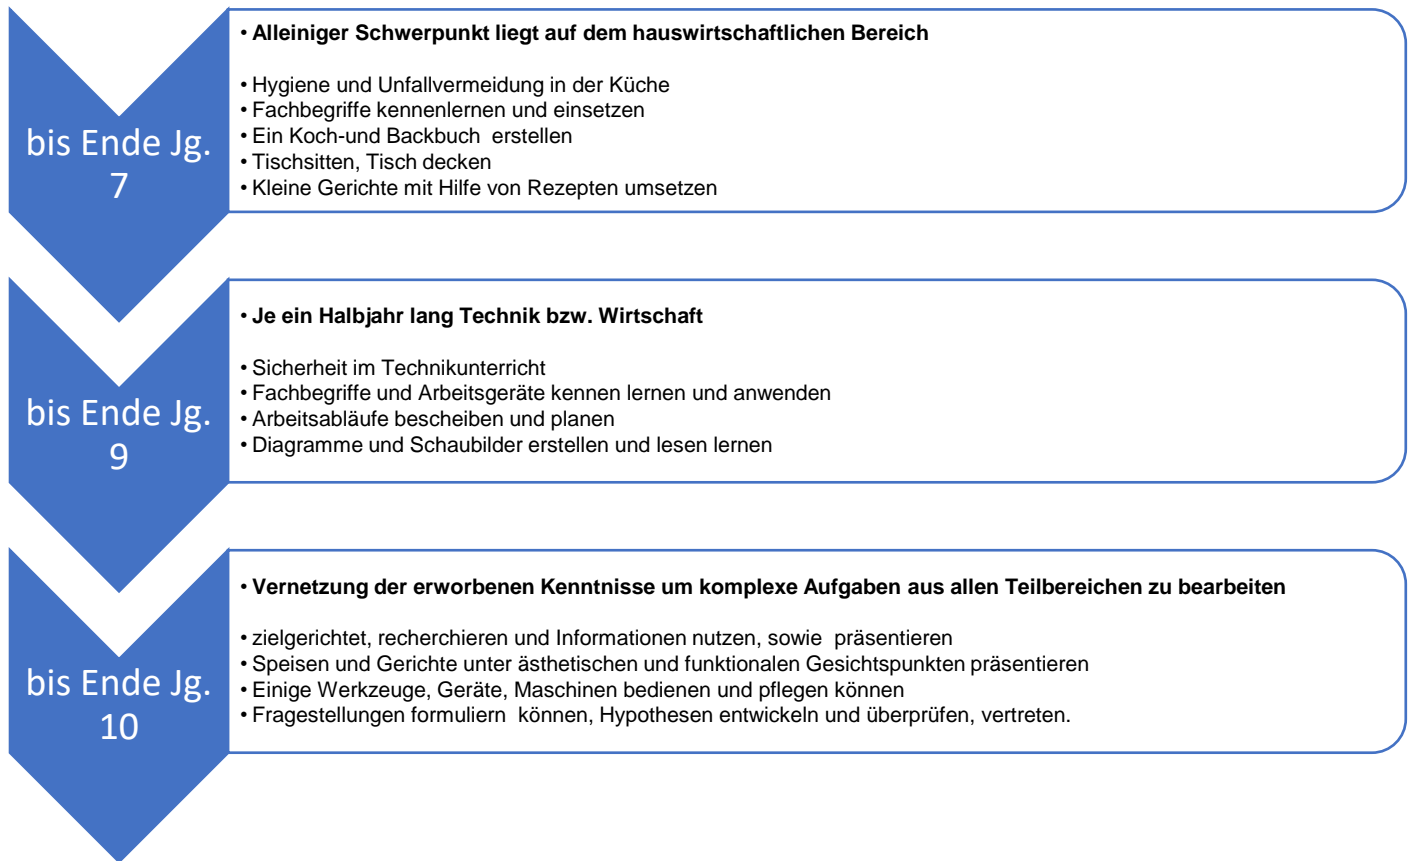 bis Ende Jg.
7
• Alleiniger Schwerpunkt liegt auf dem hauswirtschaftlichen Bereich
• Hygiene und Unfallvermeidung in der Küche
• Fachbegriffe kennenlernen und einsetzen
• Ein Koch-und Backbuch  erstellen
• Tischsitten, Tisch decken
• Kleine Gerichte mit Hilfe von Rezepten umsetzen
bis Ende Jg.
9
• Je ein Halbjahr lang Technik bzw. Wirtschaft
• Sicherheit im Technikunterricht
• Fachbegriffe und Arbeitsgeräte kennen lernen und anwenden
• Arbeitsabläufe bescheiben und planen
• Diagramme und Schaubilder erstellen und lesen lernen
bis Ende Jg.
10
• Vernetzung der erworbenen Kenntnisse um komplexe Aufgaben aus allen Teilbereichen zu bearbeiten
• zielgerichtet, recherchieren und Informationen nutzen, sowie  präsentieren
• Speisen und Gerichte unter ästhetischen und funktionalen Gesichtspunkten präsentieren
• Einige Werkzeuge, Geräte, Maschinen bedienen und pflegen können
• Fragestellungen formuliern  können, Hypothesen entwickeln und überprüfen, vertreten.